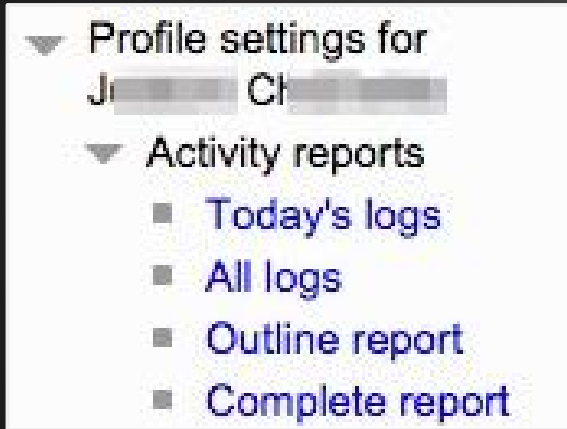 Profile settings for
Activity reports
Today's logs
All logs
Outline report
Complete report